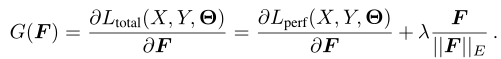 G(F) = ∂L_total(X, Y, Θ) / ∂F = ∂L_perf(X, Y, Θ) / ∂F + λ F / ||F||_E .